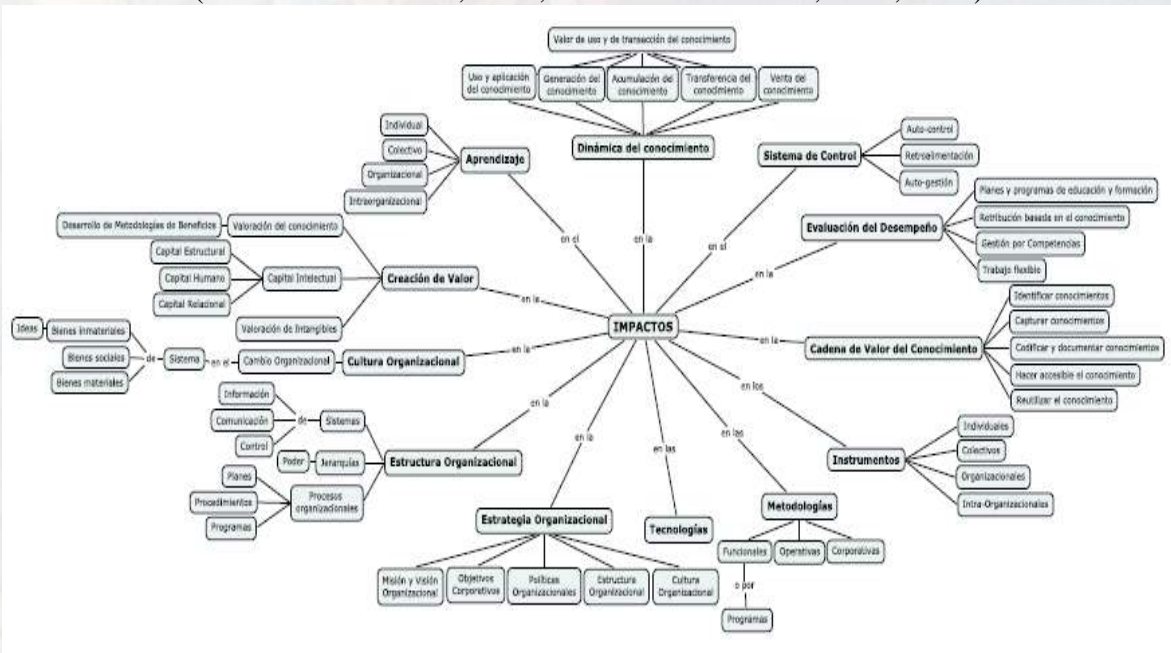 Valor de uso y de transacción del conocimiento
Uso y aplicación
del conocimiento
Generación del
conocimiento
Acumulación del
conocimiento
Transferencia del
conocimiento
Venta del
conocimiento
Dinámica del conocimiento
en la
Individual
Colectivo
Organizacional
Intraorganizacional
Aprendizaje
en el
Sistema de Control
Auto-control
Retroalimentación
Auto-gestión
en el
Evaluación del Desempeño
Planes y programas de educación y formación
Retribución basada en el conocimiento
Gestión por Competencias
Trabajo flexible
en la
Desarrollo de Metodologías de Beneficios
Valoración del conocimiento
Capital Estructural
Capital Humano
Capital Relacional
Capital Intelectual
Valoración de Intangibles
Creación de Valor
en la
IMPACTOS
en la
Cadena de Valor del Conocimiento
Identificar conocimientos
Capturar conocimientos
Codificar y documentar conocimientos
Hacer accesible el conocimiento
Reutilizar el conocimiento
Ideas
Bienes inmateriales
Bienes sociales
Bienes materiales
de
Sistema
en el
Cambio Organizacional
Cultura Organizacional
en la
Información
Comunicación
Control
de
Sistemas
Poder
Jerarquías
Planes
Procedimientos
Programas
Procesos
organizacionales
Estructura Organizacional
en la
en los
Instrumentos
Individuales
Colectivos
Organizacionales
Intra-Organizacionales
en la
Estrategia Organizacional
Misión y Visión
Organizacional
Objetivos
Corporativos
Políticas
Organizacionales
Estructura
Organizacional
Cultura
Organizacional
en las
Tecnologías
en las
Metodologías
Funcionales
Operativas
Corporativas
o por
Programas